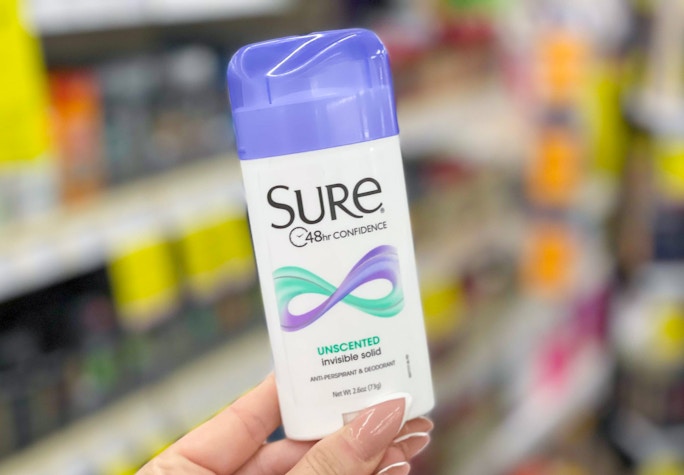 SURE®
48hr CONFIDENCE
UNSCENTED
invisible solid
ANTI-PERSPIRANT & DEODORANT
Net Wt 2.6oz (73g)